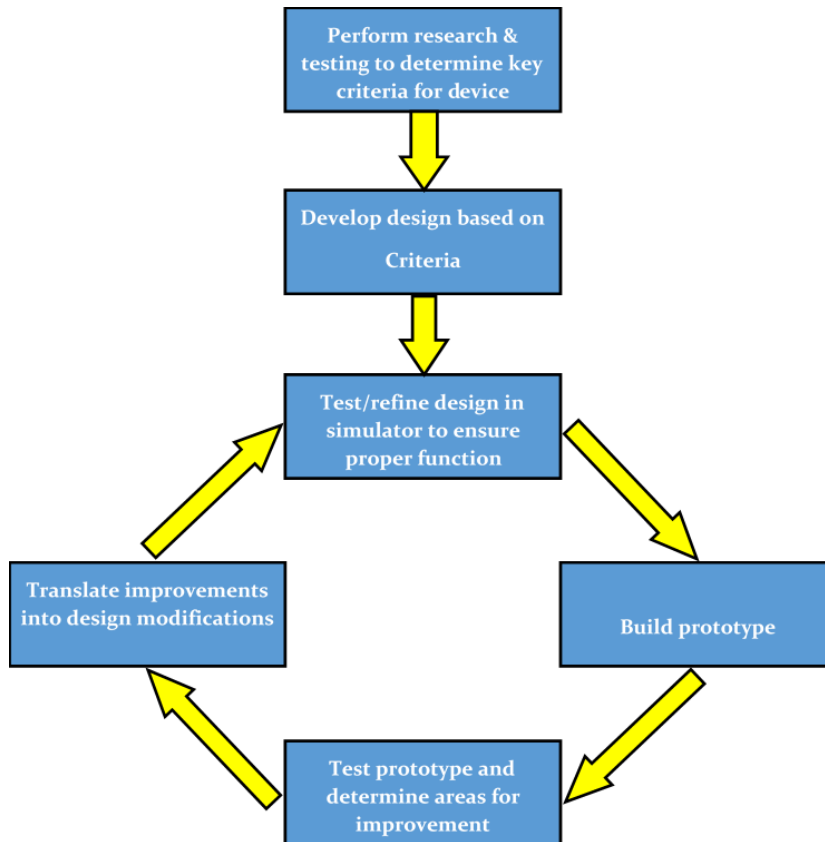 Perform research &
testing to determine key
criteria for device
Develop design based on
Criteria
Test/refine design in
simulator to ensure
proper function
Translate improvements
into design modifications
Build prototype
Test prototype and
determine areas for
improvement